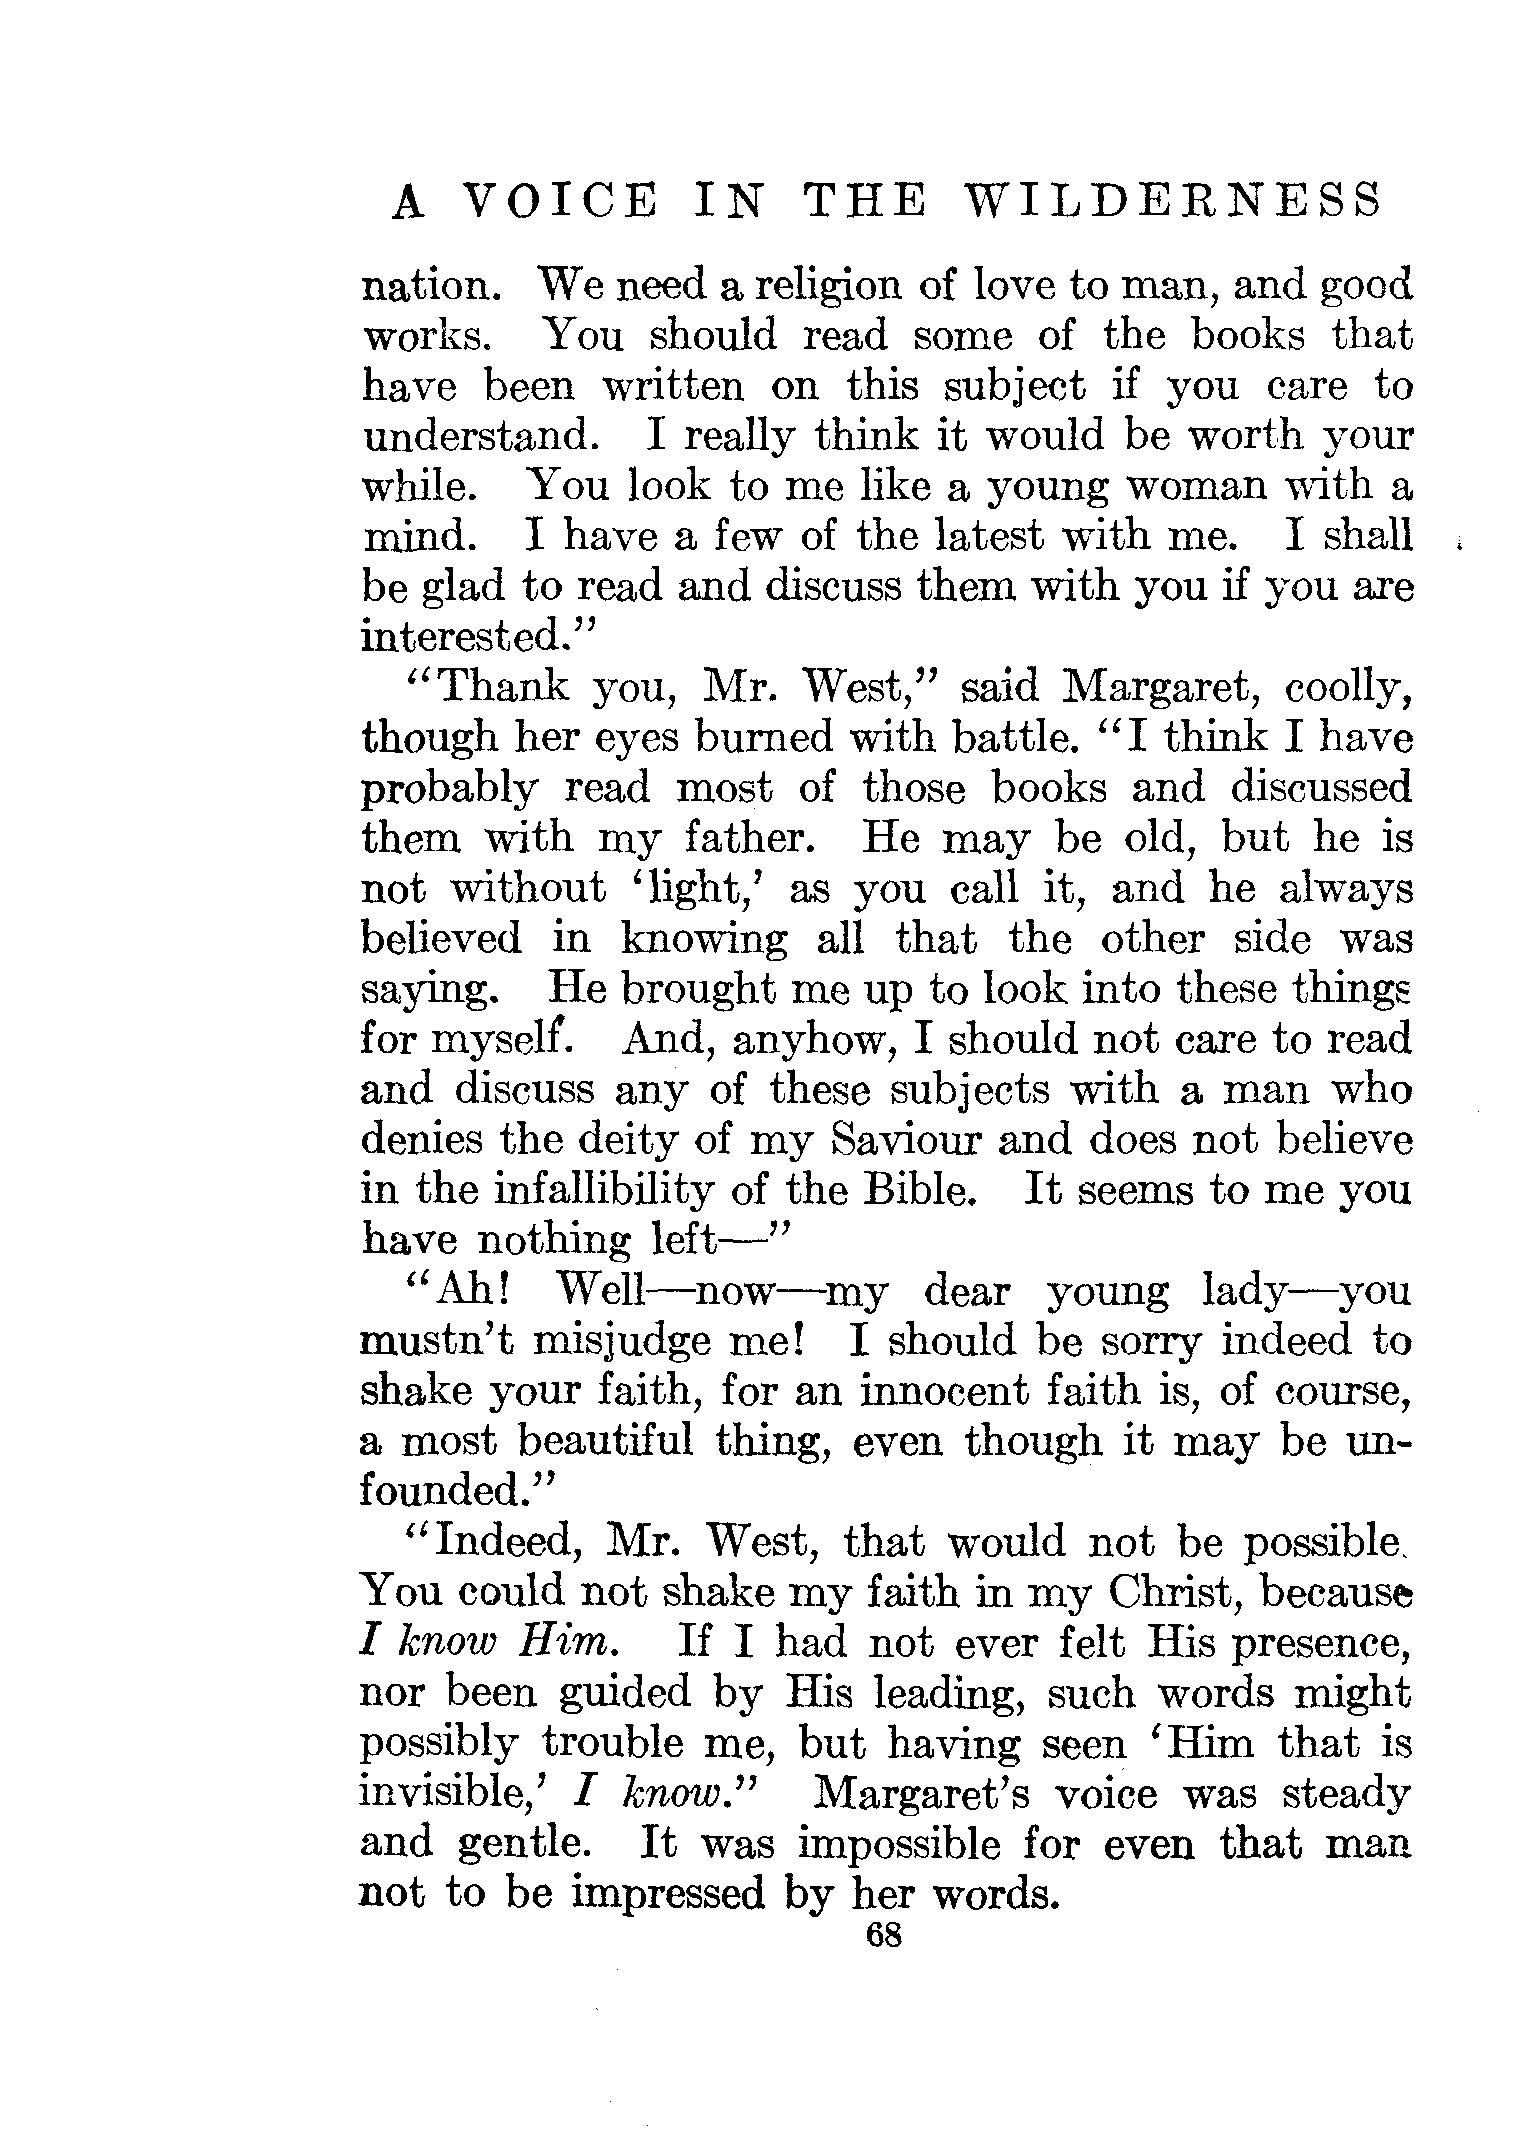 A VOICE IN THE WILDERNESS
nation. We need a religion of love to man, and good
works. You should read some of the books that
have been written on this subject if you care to
understand. I really think it would be worth your
while. You look to me like a young woman with a
mind. I have a few of the latest with me. I shall
be glad to read and discuss them with you if you are
interested."
"Thank you, Mr. West," said Margaret, coolly,
though her eyes burned with battle. "I think I have
probably read most of those books and discussed
them with my father. He may be old, but he is
not without 'light,' as you call it, and he always
believed in knowing all that the other side was
saying. He brought me up to look into these things
for myself. And, anyhow, I should not care to read
and discuss any of these subjects with a man who
denies the deity of my Saviour and does not believe
in the infallibility of the Bible. It seems to me you
have nothing left—"
"Ah! Well—now—my dear young lady—you
mustn't misjudge me! I should be sorry indeed to
shake your faith, for an innocent faith is, of course,
a most beautiful thing, even though it may be un-
founded."
"Indeed, Mr. West, that would not be possible.
You could not shake my faith in my Christ, because
I know Him. If I had not ever felt His presence,
nor been guided by His leading, such words might
possibly trouble me, but having seen 'Him that is
invisible,' I know." Margaret's voice was steady
and gentle. It was impossible for even that man
not to be impressed by her words.
68